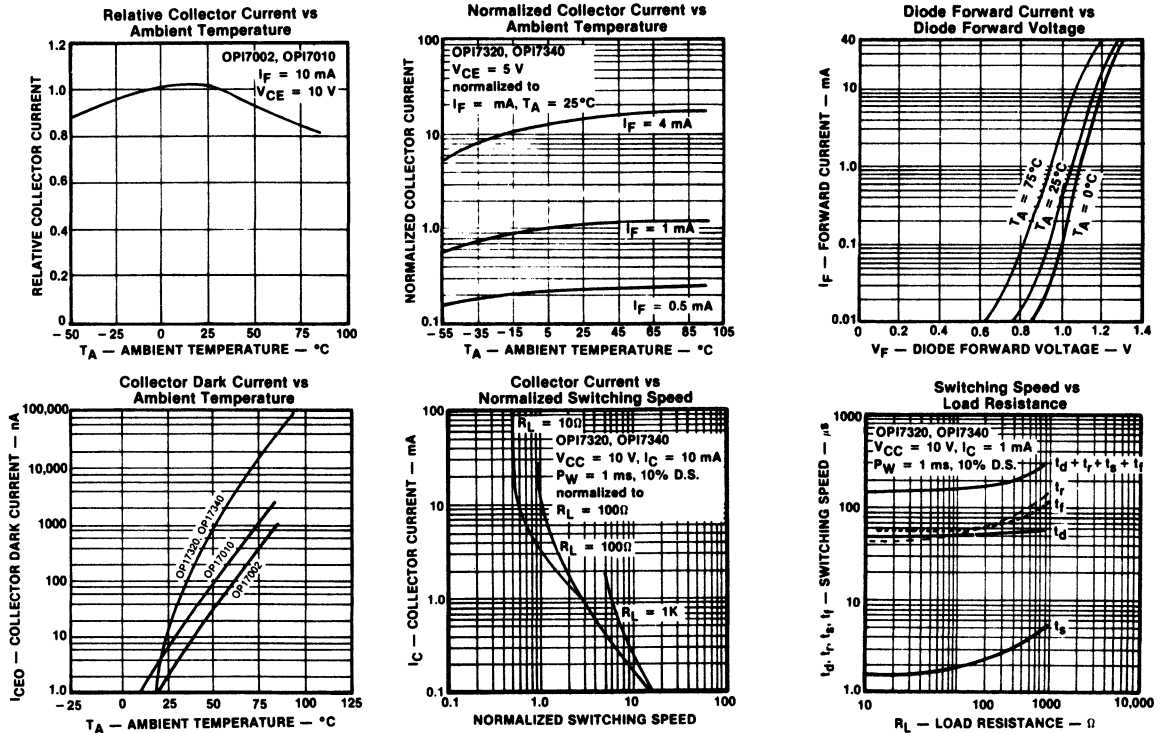 Relative Collector Current vs
Ambient Temperature
RELATIVE COLLECTOR CURRENT
1.2
1.0
0.8
0.6
0.4
0.2
0
OPI7002, OPI7010
IF = 10 mA
VCE = 10 V
-50 -25 0 25 50 75 100
TA — AMBIENT TEMPERATURE — °C
Normalized Collector Current vs
Ambient Temperature
NORMALIZED COLLECTOR CURRENT
100
10
1.0
0.1
OPI7320, OPI7340
VCE = 5 V
normalized to
IF = mA, TA = 25°C
IF = 4 mA
IF = 1 mA
IF = 0.5 mA
-55 -35 -15 5 25 45 65 85 105
TA — AMBIENT TEMPERATURE — °C
Diode Forward Current vs
Diode Forward Voltage
IF — FORWARD CURRENT — mA
40
10
1.0
0.1
0.01
TA = 75°C
TA = 25°C
TA = 0°C
0 0.2 0.4 0.6 0.8 1.0 1.2 1.4
VF — DIODE FORWARD VOLTAGE — V
Collector Dark Current vs
Ambient Temperature
ICEO — COLLECTOR DARK CURRENT — nA
100,000
10,000
1000
100
10
1.0
OPI7320, OPI7340
OPI7010
OPI7002
-25 0 25 50 75 100 125
TA — AMBIENT TEMPERATURE — °C
Collector Current vs
Normalized Switching Speed
IC — COLLECTOR CURRENT — mA
100
10
1.0
0.1
RL = 10Ω
OPI7320, OPI7340
VCC = 10 V, IC = 10 mA
PW = 1 ms, 10% D.S.
normalized to
RL = 100Ω
RL = 100Ω
RL = 1K
0.1 1.0 10 100
NORMALIZED SWITCHING SPEED
Switching Speed vs
Load Resistance
td, tr, ts, tf — SWITCHING SPEED — μs
1000
100
10
1.0
OPI7320, OPI7340
VCC = 10 V, IC = 1 mA
PW = 1 ms, 10% D.S.
td + tr + ts + tf
tr
tf
td
ts
10 100 1000 10,000
RL — LOAD RESISTANCE — Ω